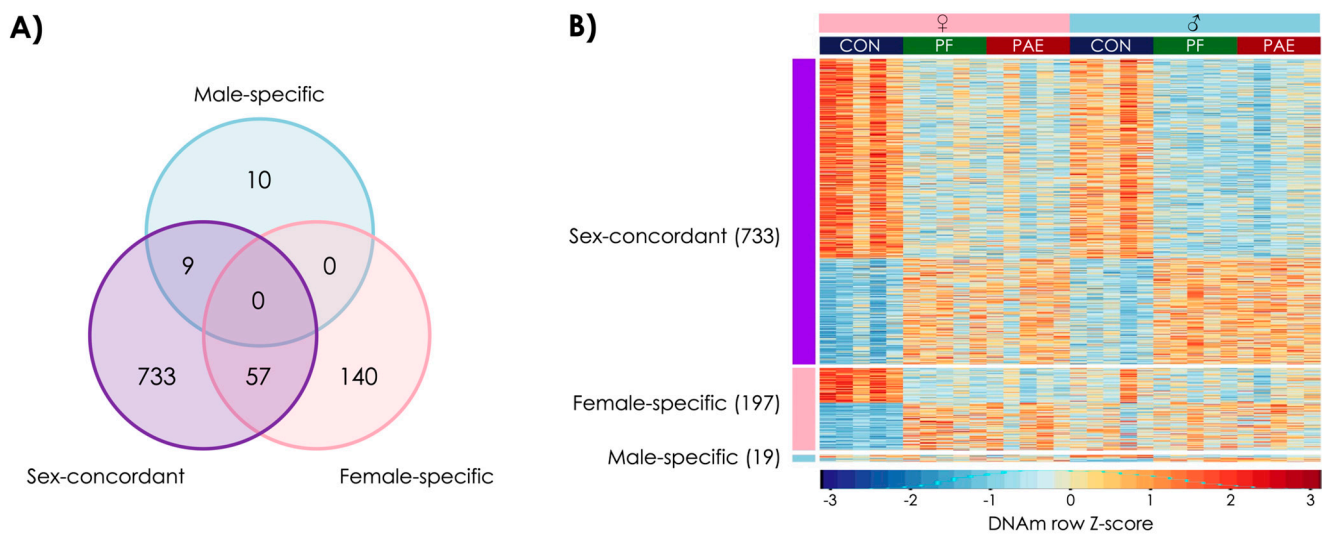 A)
Male-specific
10
9
0
0
733
57
140
Sex-concordant
Female-specific
B)
♀ ♂
CON PF PAE CON PF PAE
Sex-concordant (733)
Female-specific (197)
Male-specific (19)
-3 -2 -1 0 1 2 3
DNAm row Z-score